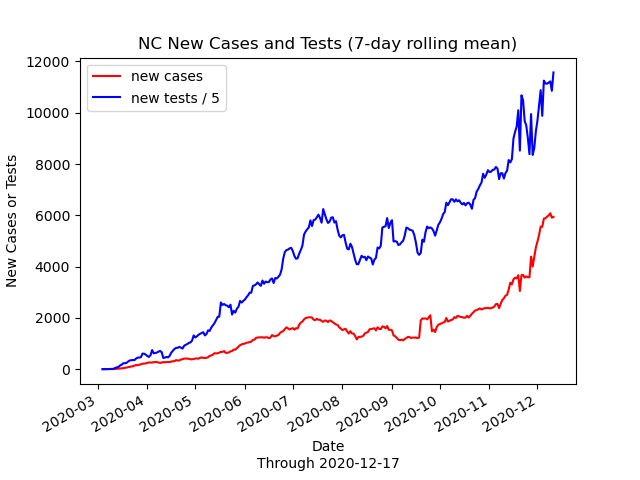 NC New Cases and Tests (7-day rolling mean)
new cases
new tests / 5
12000
10000
8000
6000
4000
2000
0
New Cases or Tests
2020-03
2020-04
2020-05
2020-06
2020-07
2020-08
2020-09
2020-10
2020-11
2020-12
Date
Through 2020-12-17